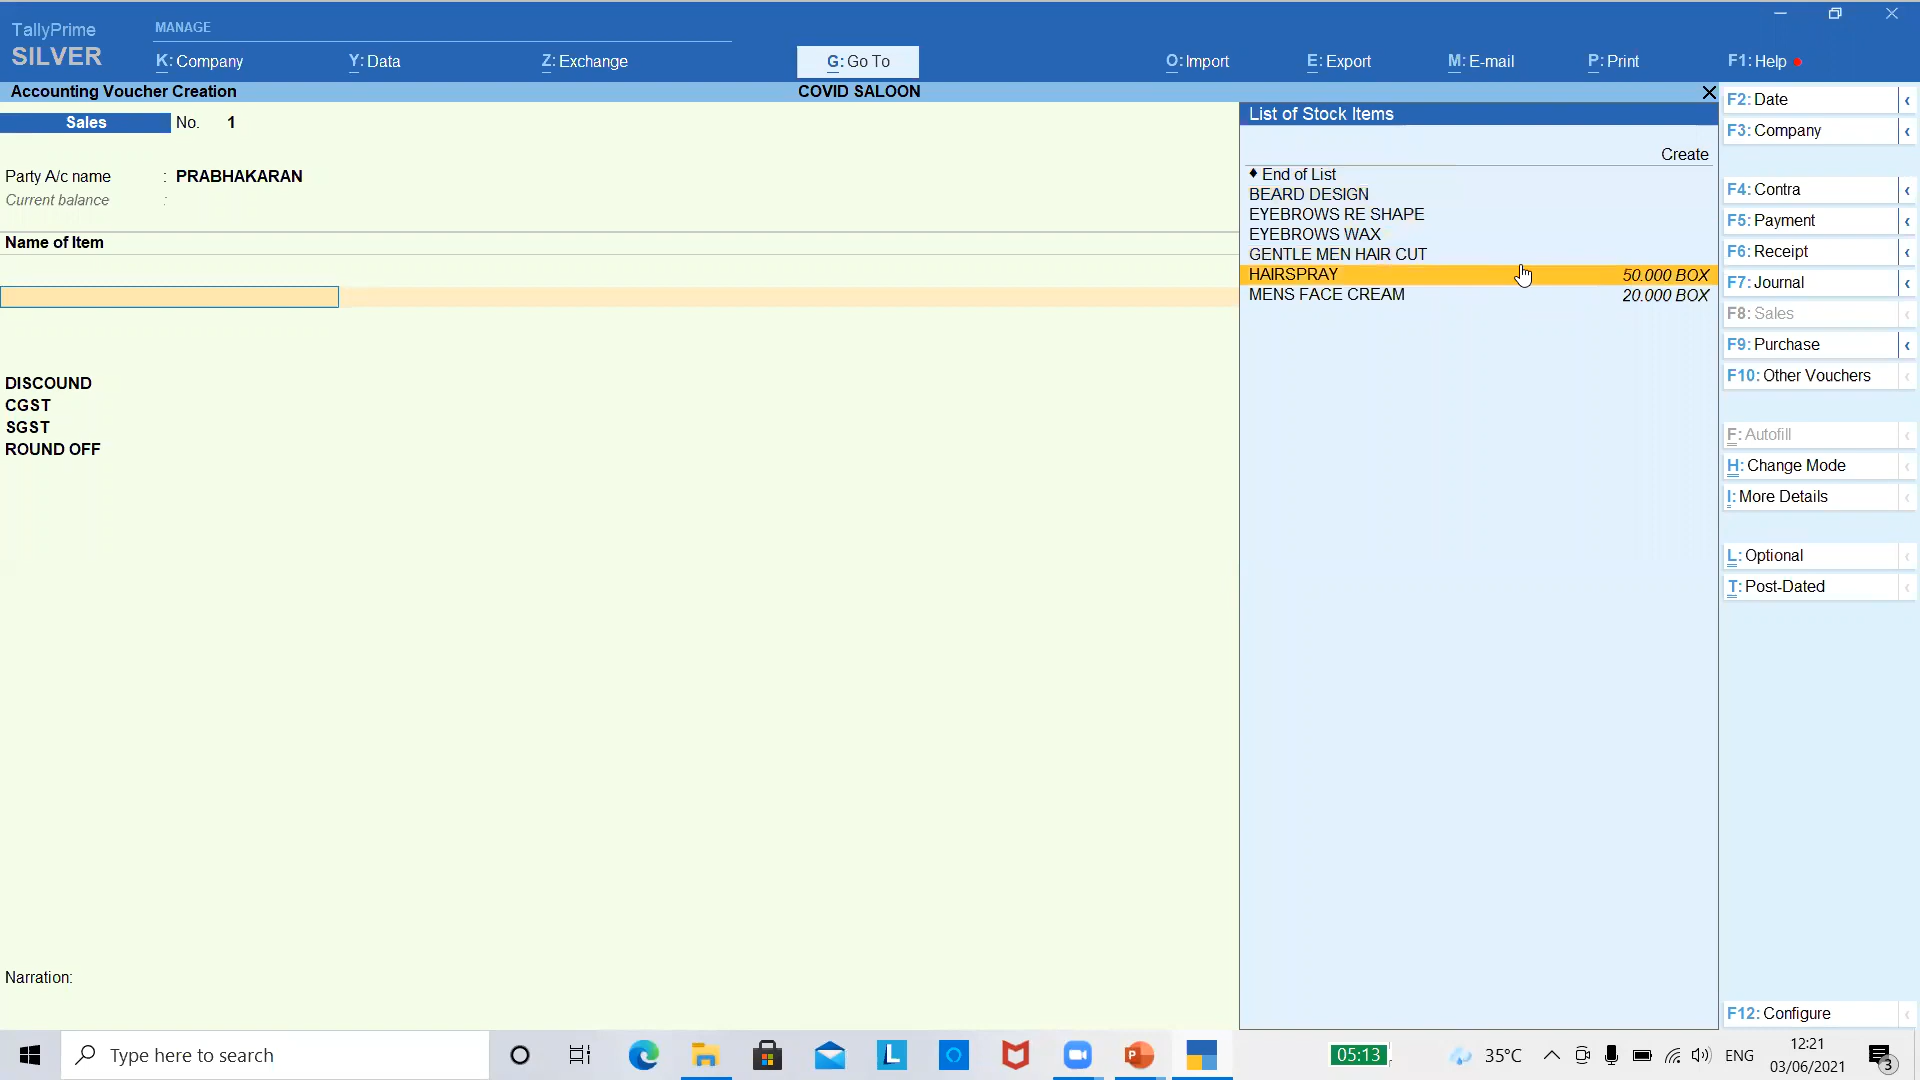 TallyPrime
SILVER
MANAGE
K: Company
Y: Data
Z: Exchange
G: Go To
O: Import
E: Export
M: E-mail
P: Print
F1: Help
Accounting Voucher Creation
COVID SALOON
Sales No. 1
Party A/c name : PRABHAKARAN
Current balance :
Name of Item
DISCOUND
CGST
SGST
ROUND OFF
Narration:
List of Stock Items
Create
♦ End of List
BEARD DESIGN
EYEBROWS RE SHAPE
EYEBROWS WAX
GENTLE MEN HAIR CUT
HAIRSPRAY 50.000 BOX
MENS FACE CREAM 20.000 BOX
F2: Date
F3: Company
F4: Contra
F5: Payment
F6: Receipt
F7: Journal
F8: Sales
F9: Purchase
F10: Other Vouchers
F: Autofill
H: Change Mode
I: More Details
L: Optional
T: Post-Dated
F12: Configure
Type here to search
05:13
35°C
ENG
12:21
03/06/2021
3